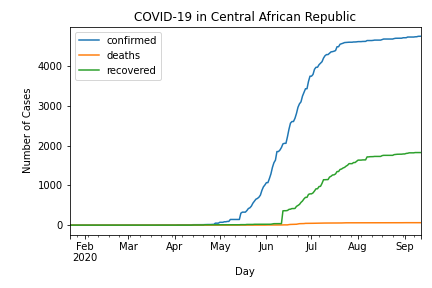 COVID-19 in Central African Republic
confirmed
deaths
recovered
Number of Cases
4000
3000
2000
1000
0
Feb Mar Apr May Jun Jul Aug Sep
2020
Day